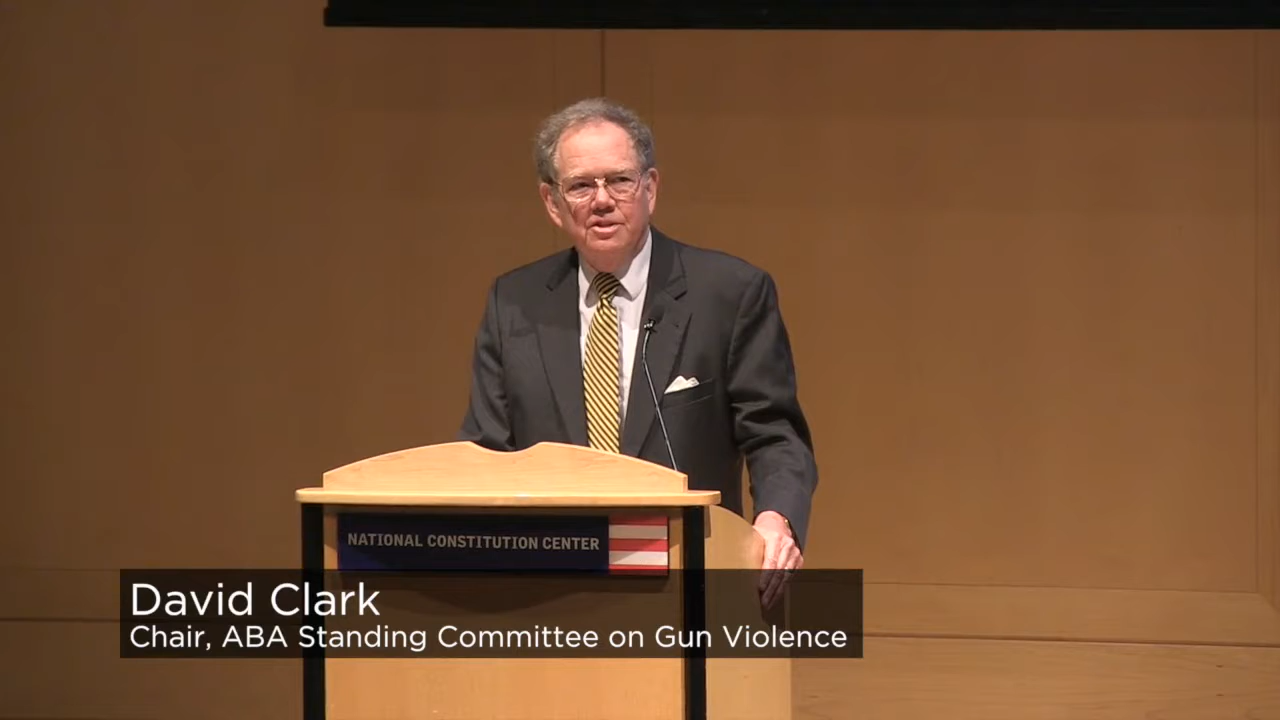 NATIONAL CONSTITUTION CENTER
David Clark
Chair, ABA Standing Committee on Gun Violence